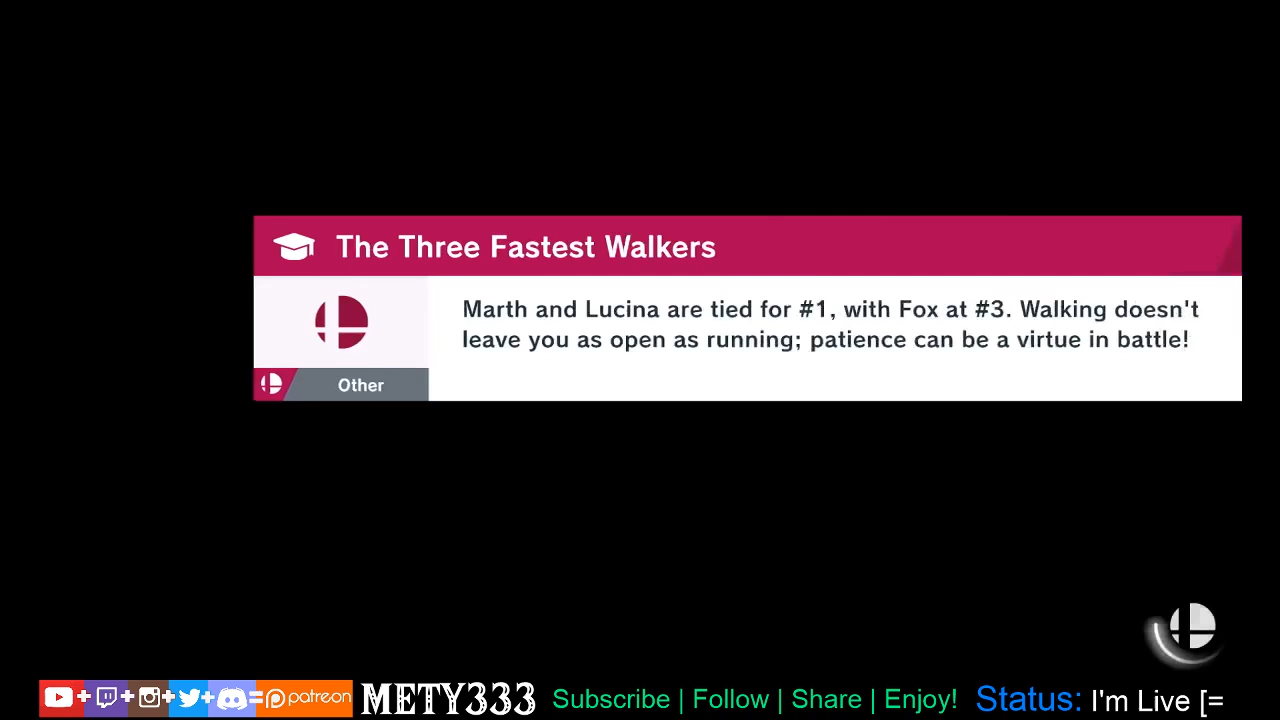 The Three Fastest Walkers
Marth and Lucina are tied for #1, with Fox at #3. Walking doesn't
leave you as open as running; patience can be a virtue in battle!
Other
+ + + + = patreon METY333 Subscribe | Follow | Share | Enjoy! Status: I'm Live [=